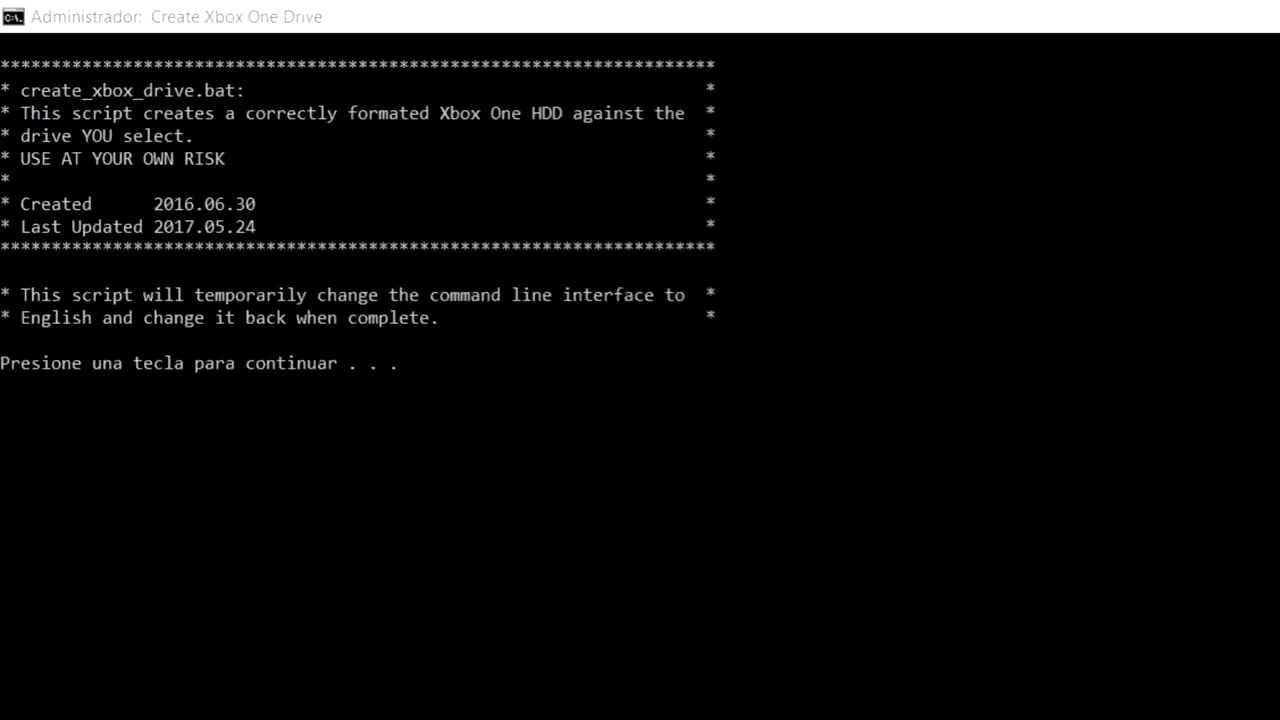 Administrador: Create Xbox One Drive
**********************************************************************
* create_xbox_drive.bat: *
* This script creates a correctly formated Xbox One HDD against the *
* drive YOU select. *
* USE AT YOUR OWN RISK *
* *
* Created 2016.06.30 *
* Last Updated 2017.05.24 *
**********************************************************************
* This script will temporarily change the command line interface to *
* English and change it back when complete. *
Presione una tecla para continuar . . .